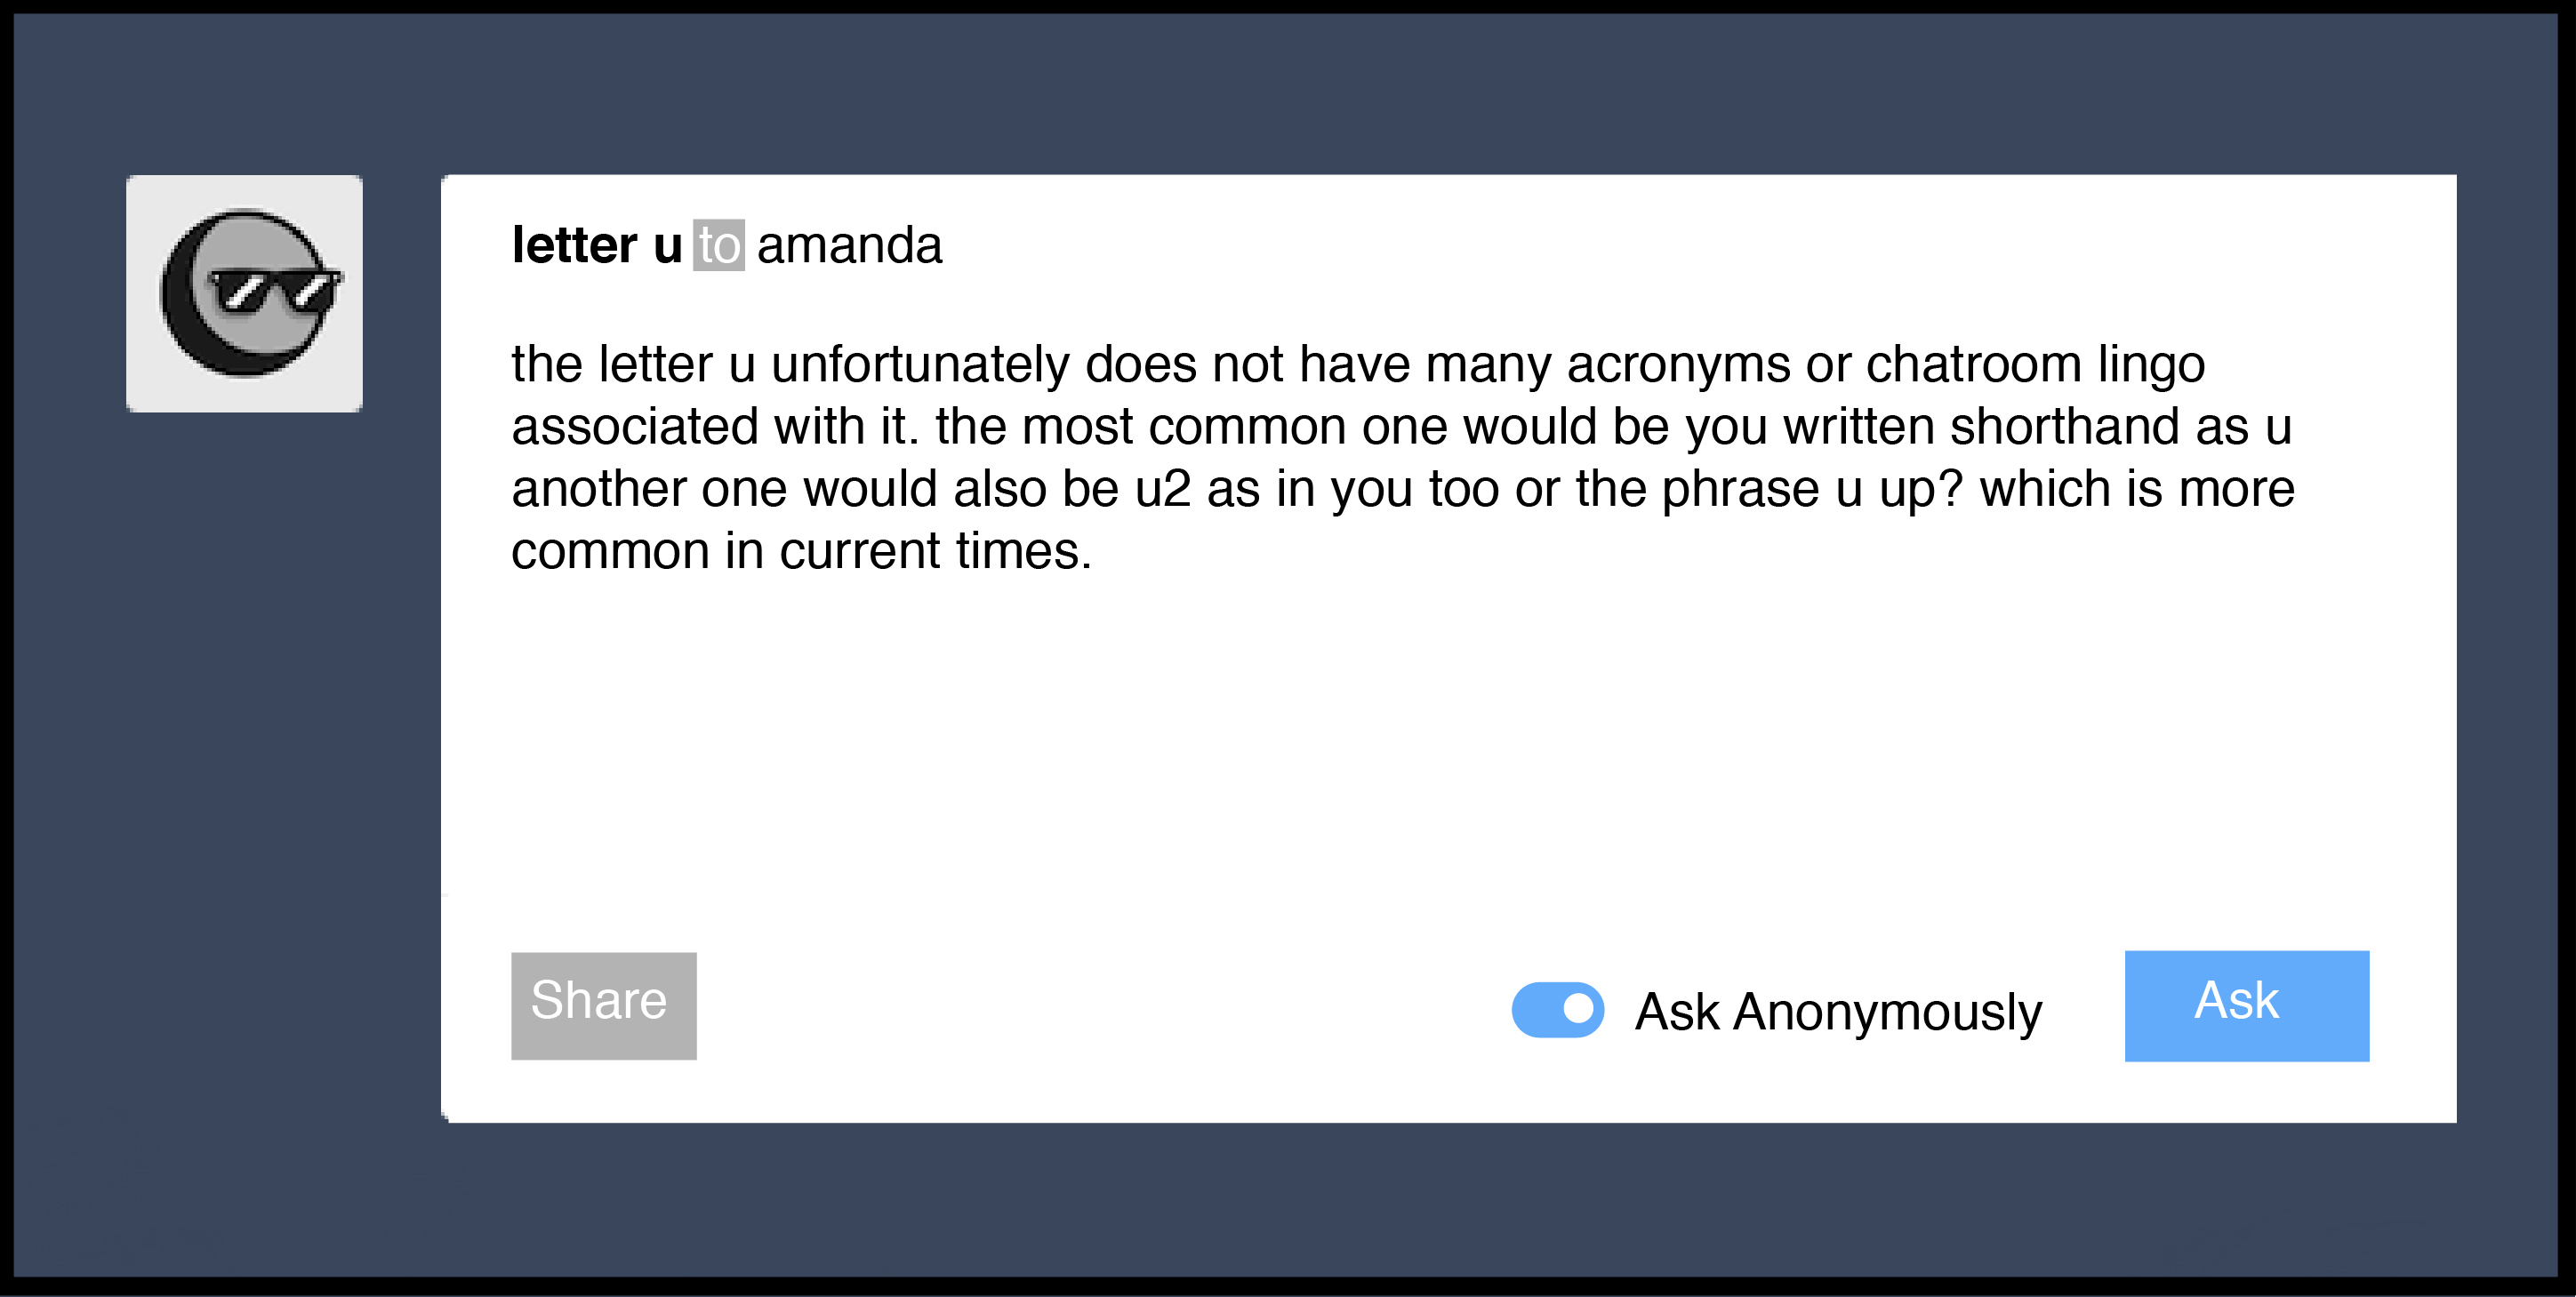 letter u to amanda
the letter u unfortunately does not have many acronyms or chatroom lingo
associated with it. the most common one would be you written shorthand as u
another one would also be u2 as in you too or the phrase u up? which is more
common in current times.
Share
Ask Anonymously
Ask